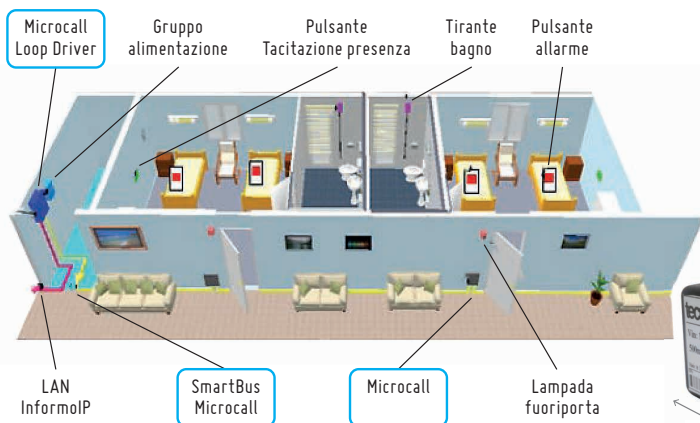 Microcall
Loop Driver
Gruppo
alimentazione
Pulsante
Tacitazione presenza
Tirante
bagno
Pulsante
allarme
LAN
InformoIP
SmartBus
Microcall
Microcall
Lampada
fuoriporta
tec